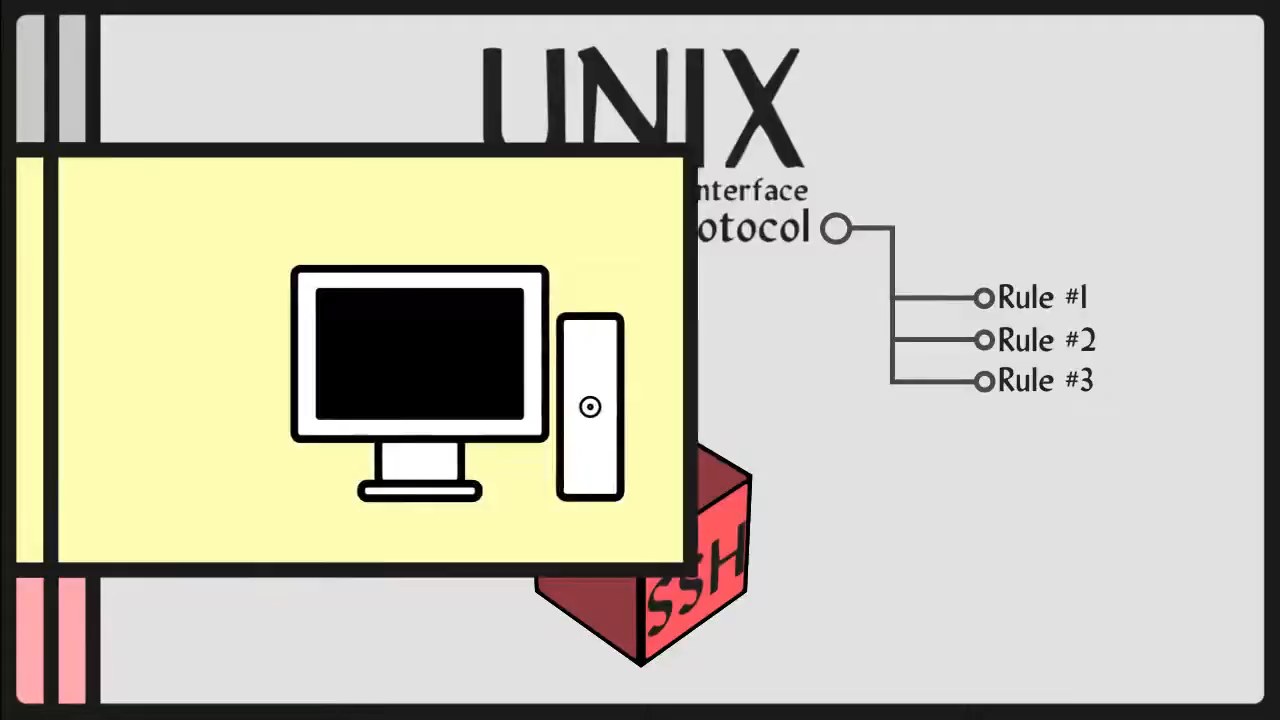 UNIX
nterface
otocol
Rule #1
Rule #2
Rule #3
SSH